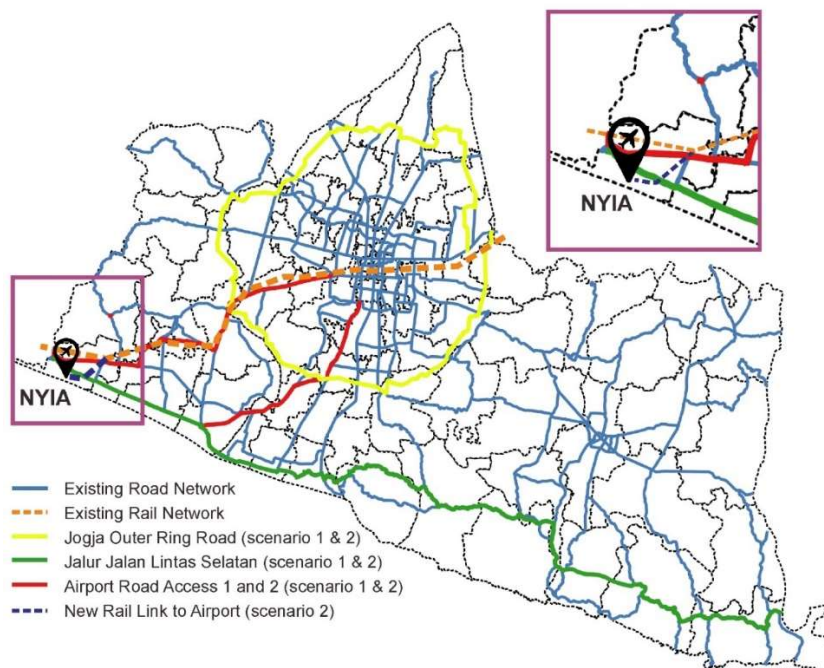 NYIA
NYIA
Existing Road Network
Existing Rail Network
Jogja Outer Ring Road (scenario 1 & 2)
Jalur Jalan Lintas Selatan (scenario 1 & 2)
Airport Road Access 1 and 2 (scenario 1 & 2)
New Rail Link to Airport (scenario 2)